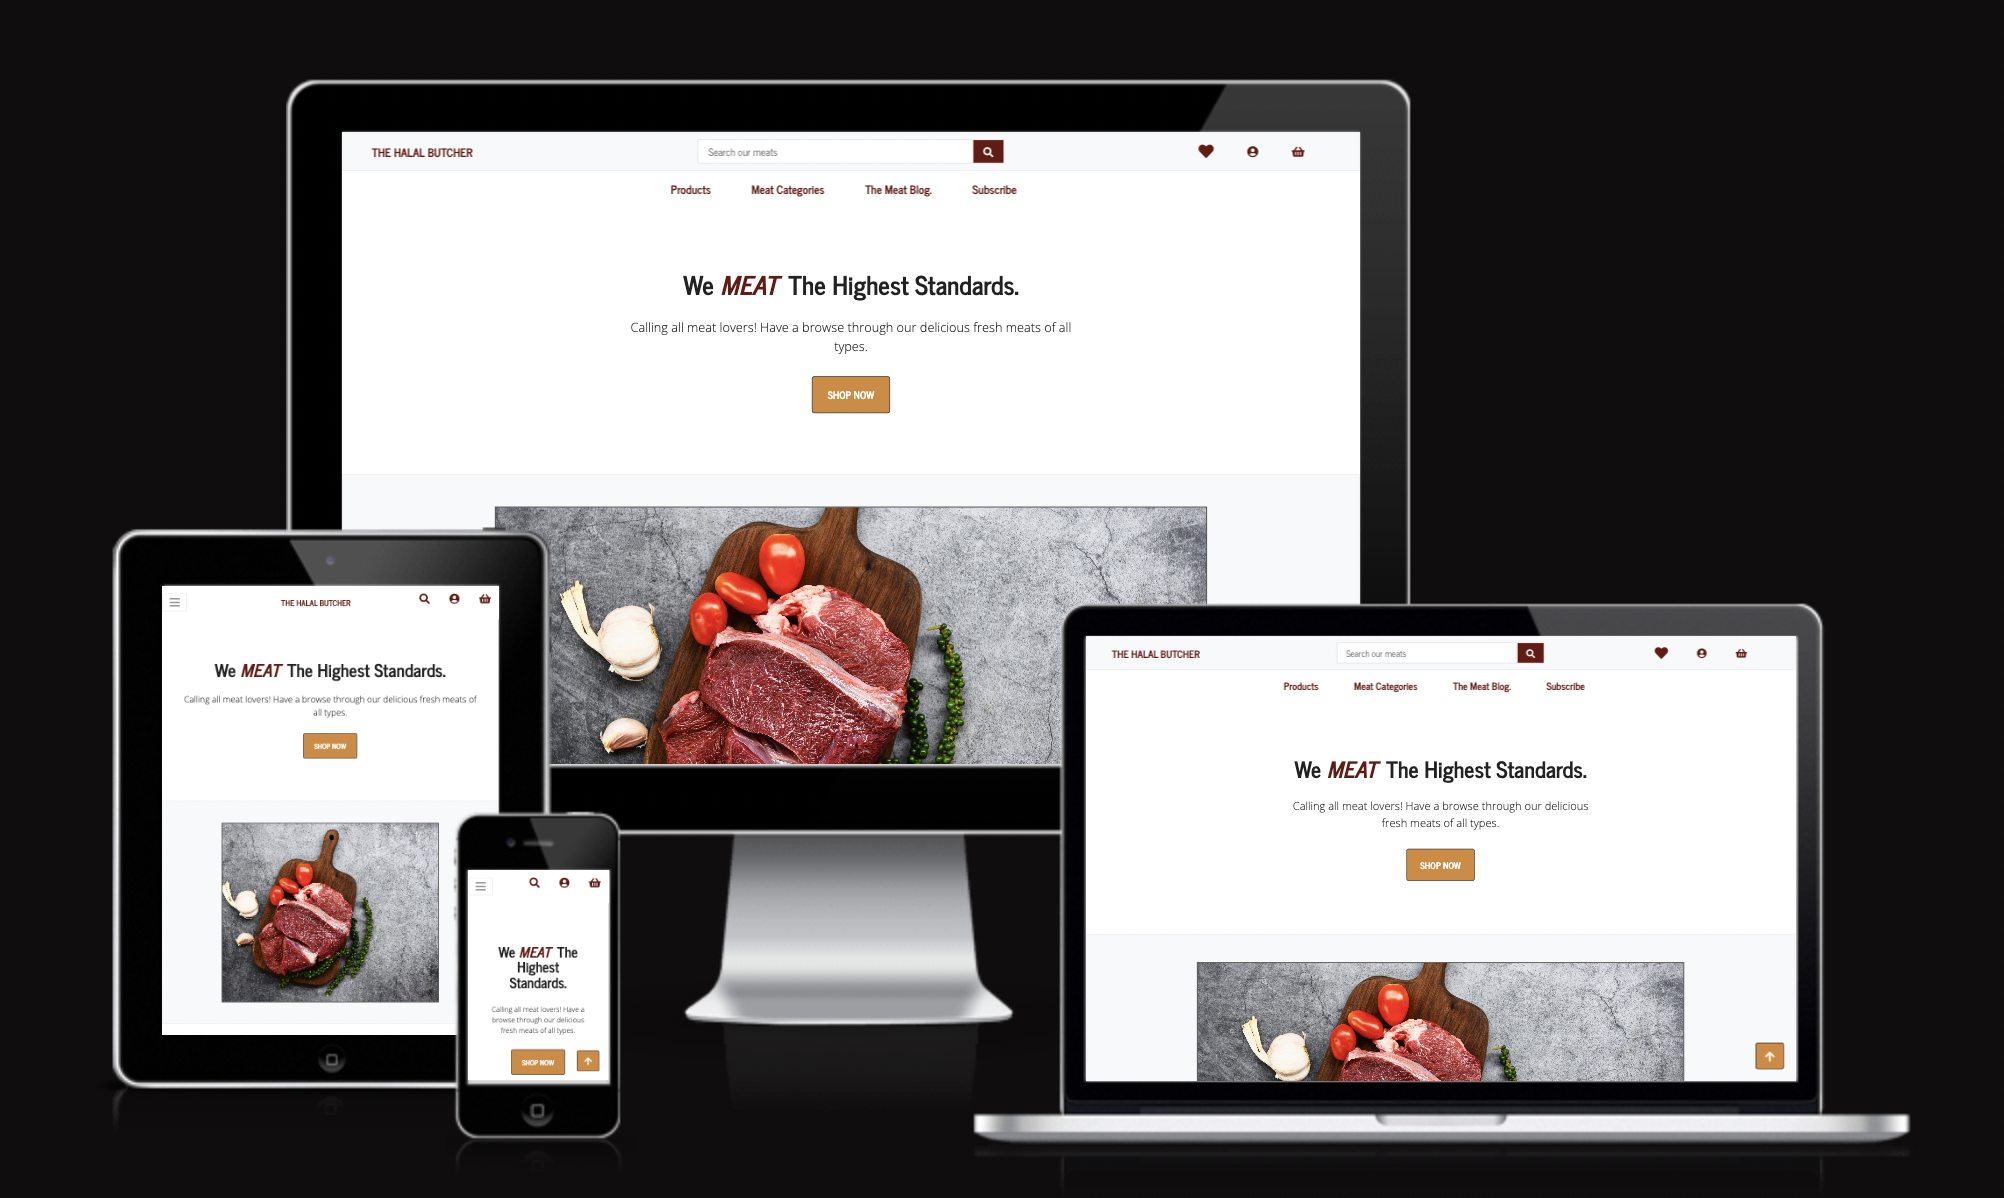 THE HALAL BUTCHER
Search our meats
Products Meat Categories The Meat Blog. Subscribe
We MEAT The Highest Standards.
Calling all meat lovers! Have a browse through our delicious fresh meats of all
types.
SHOP NOW
THE HALAL BUTCHER
We MEAT The Highest Standards.
Calling all meat lovers! Have a browse through our delicious fresh meats of
all types.
SHOP NOW
We MEAT The
Highest
Standards.
Calling all meat lovers! Have a
browse through our delicious
fresh meats of all types.
SHOP NOW
THE HALAL BUTCHER
Search our meats
Products Meat Categories The Meat Blog. Subscribe
We MEAT The Highest Standards.
Calling all meat lovers! Have a browse through our delicious
fresh meats of all types.
SHOP NOW